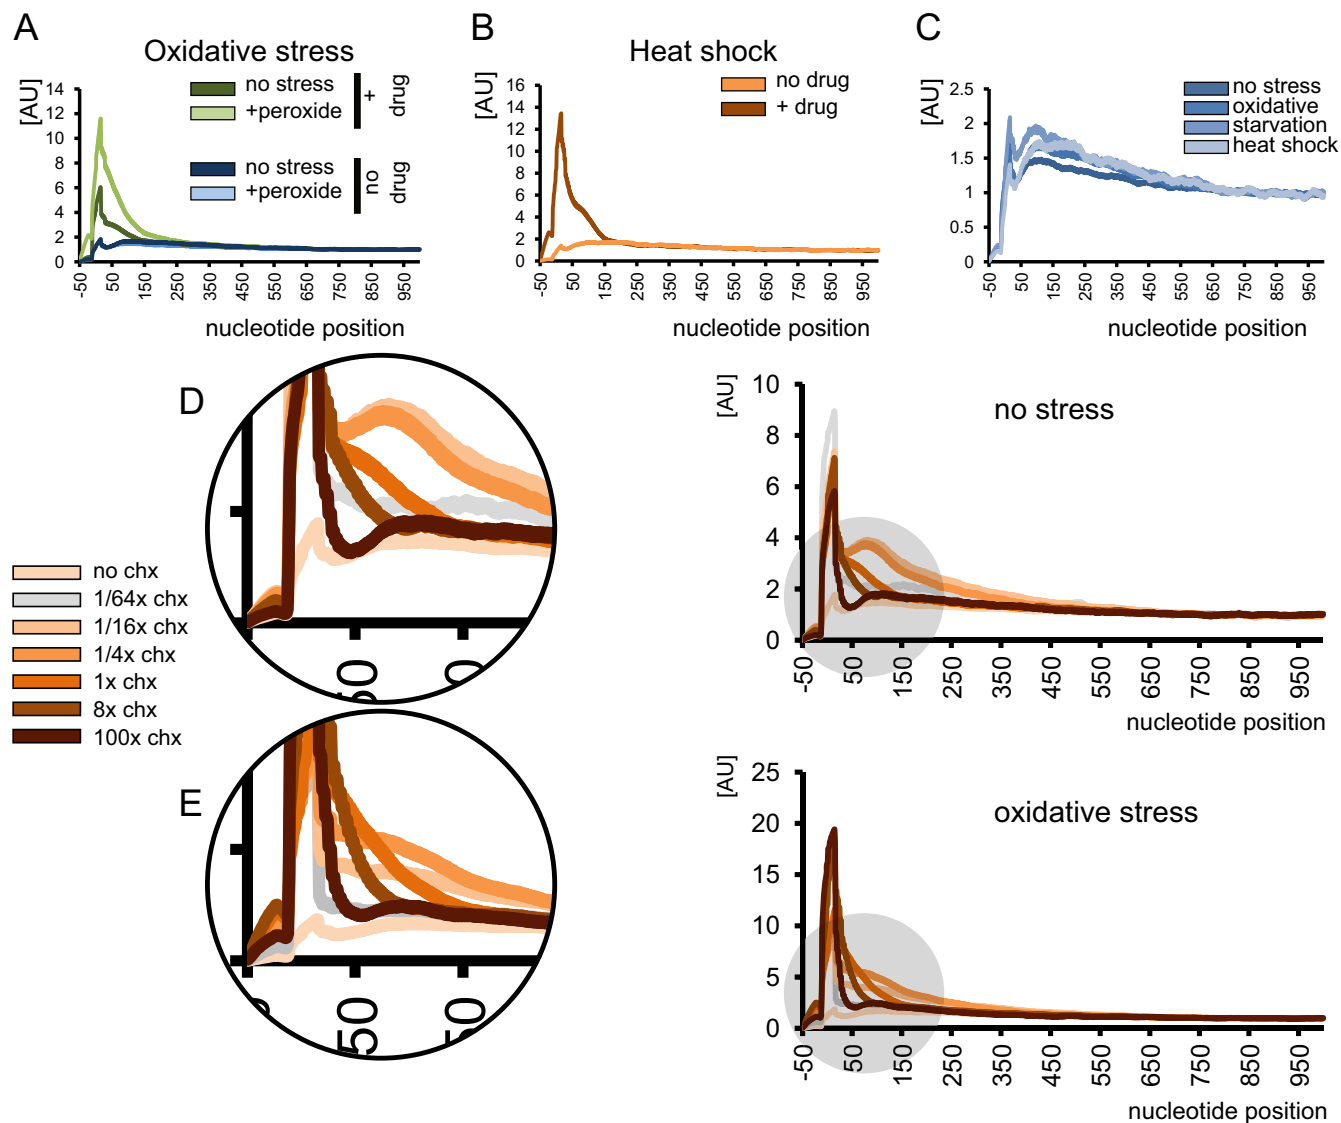 A
Oxidative stress
[AU]
14
12
10
8
6
4
2
0
no stress
+peroxide
+
drug
no stress
+peroxide
no
drug
-50
50
150
250
350
450
550
650
750
850
950
nucleotide position
B
Heat shock
[AU]
16
14
12
10
8
6
4
2
0
no drug
+ drug
-50
50
150
250
350
450
550
650
750
850
950
nucleotide position
C
[AU]
2.5
2
1.5
1
0.5
0
no stress
oxidative
starvation
heat shock
-50
50
150
250
350
450
550
650
750
850
950
nucleotide position
D
50
no chx
1/64x chx
1/16x chx
1/4x chx
1x chx
8x chx
100x chx
[AU]
no stress
10
8
6
4
2
0
-50
50
150
250
350
450
550
650
750
850
950
nucleotide position
E
50
50
[AU]
oxidative stress
25
20
15
10
5
0
-50
50
150
250
350
450
550
650
750
850
950
nucleotide position